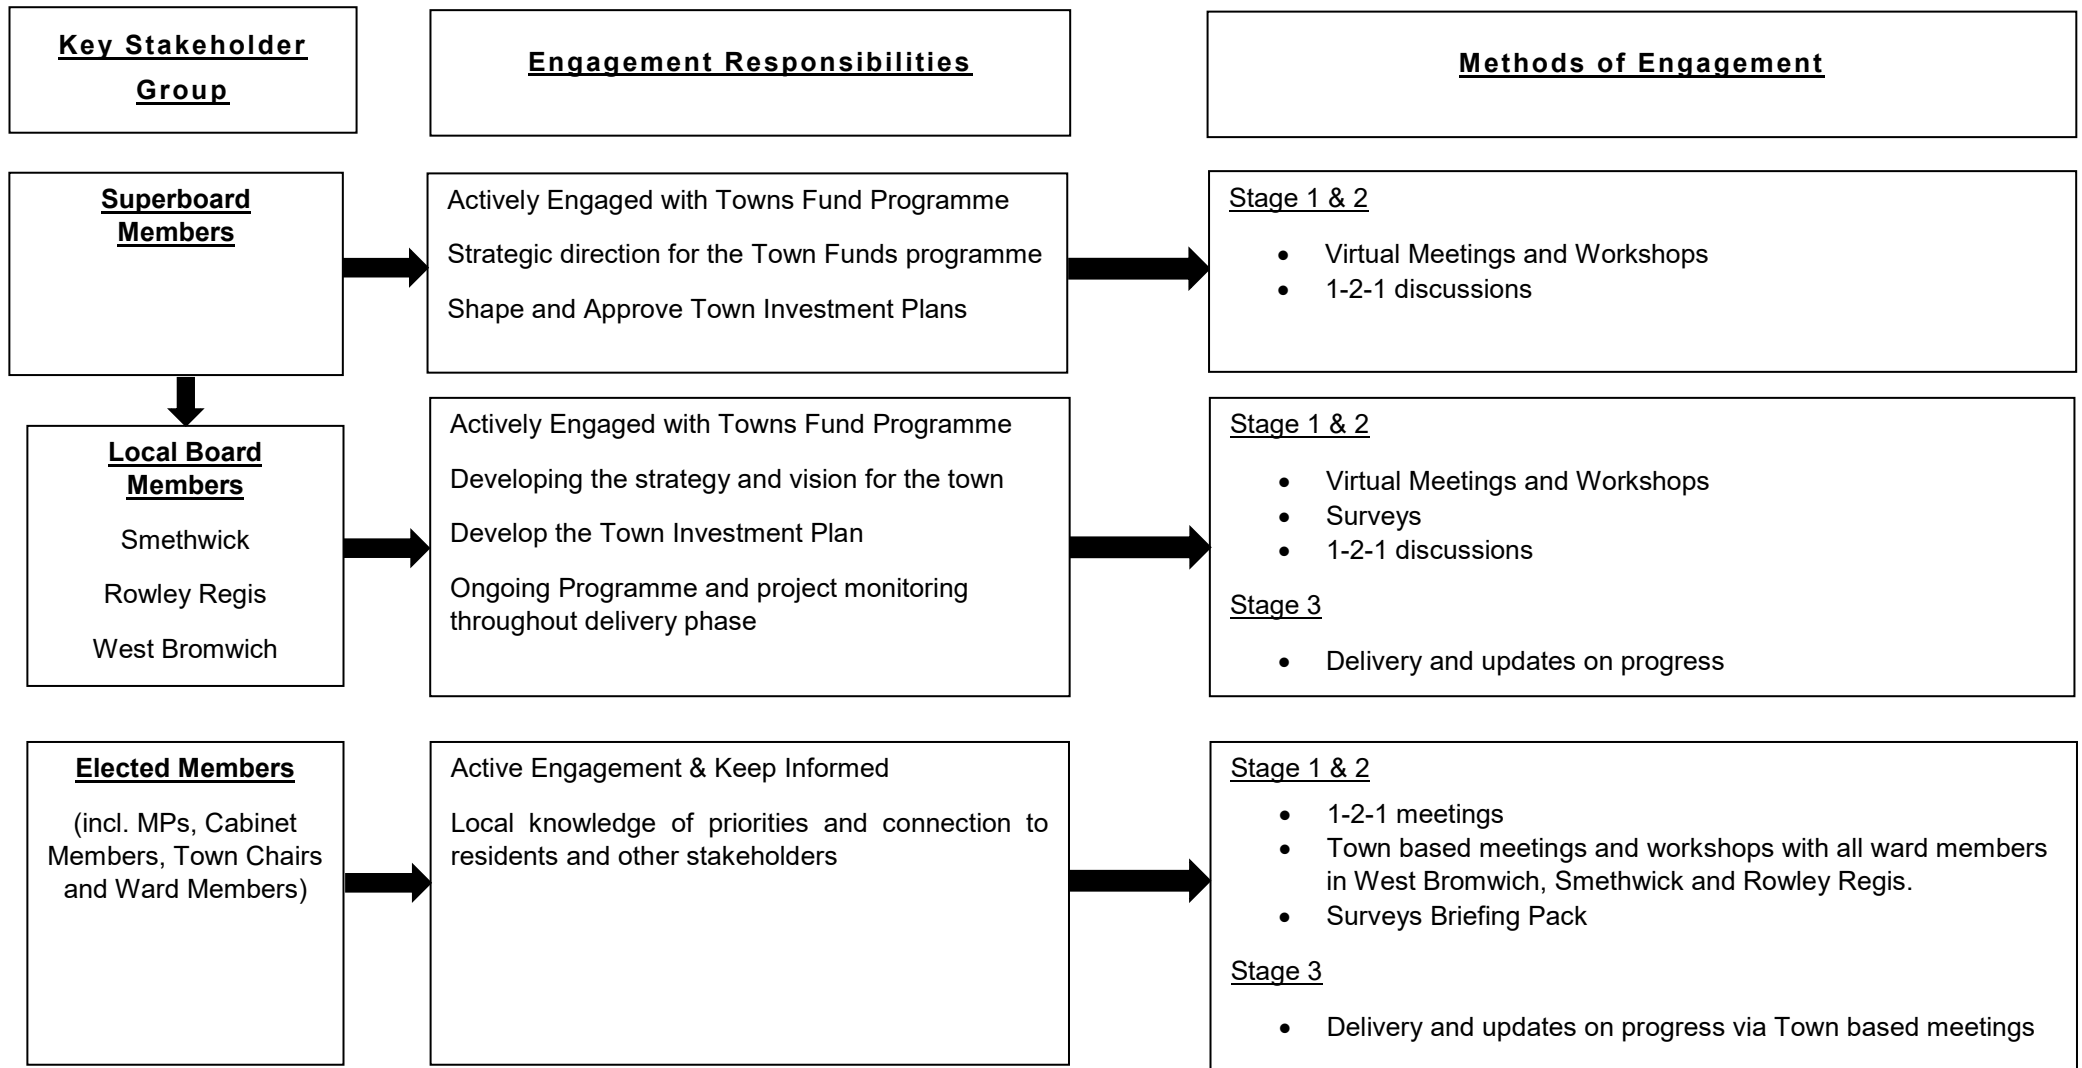 Key Stakeholder
Group
Engagement Responsibilities
Methods of Engagement
Superboard
Members
Actively Engaged with Towns Fund Programme
Strategic direction for the Town Funds programme
Shape and Approve Town Investment Plans
Stage 1 & 2
• Virtual Meetings and Workshops
• 1-2-1 discussions
Local Board
Members
Smethwick
Rowley Regis
West Bromwich
Actively Engaged with Towns Fund Programme
Developing the strategy and vision for the town
Develop the Town Investment Plan
Ongoing Programme and project monitoring
throughout delivery phase
Stage 1 & 2
• Virtual Meetings and Workshops
• Surveys
• 1-2-1 discussions
Stage 3
• Delivery and updates on progress
Elected Members
(incl. MPs, Cabinet
Members, Town Chairs
and Ward Members)
Active Engagement & Keep Informed
Local knowledge of priorities and connection to
residents and other stakeholders
Stage 1 & 2
• 1-2-1 meetings
• Town based meetings and workshops with all ward members
in West Bromwich, Smethwick and Rowley Regis.
• Surveys Briefing Pack
Stage 3
• Delivery and updates on progress via Town based meetings